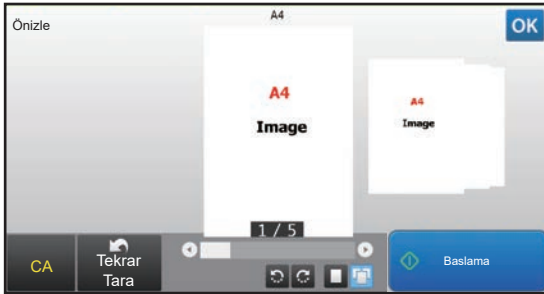 A4
Önizle
OK
A4
Image
A4
Image
1 / 5
CA
Tekrar
Tara
Baslama